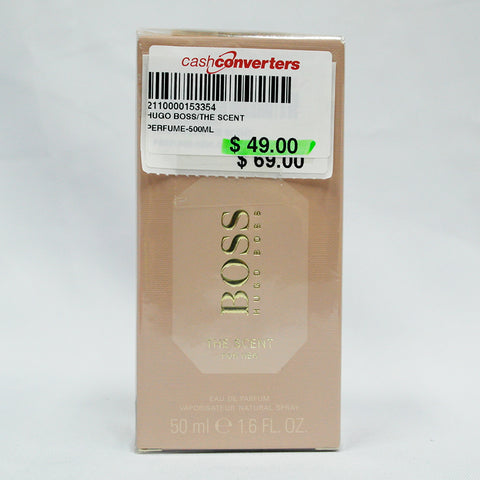 cashconverters
2110000153354
HUGO BOSS/THE SCENT
PERFUME-500ML
$ 49.00
$ 69.00
BOSS
HUGO BOSS
THE SCENT
FOR HER
EAU DE PARFUM
VAPORISATEUR NATURAL SPRAY
50 ml ℮ 1.6 FL. OZ.